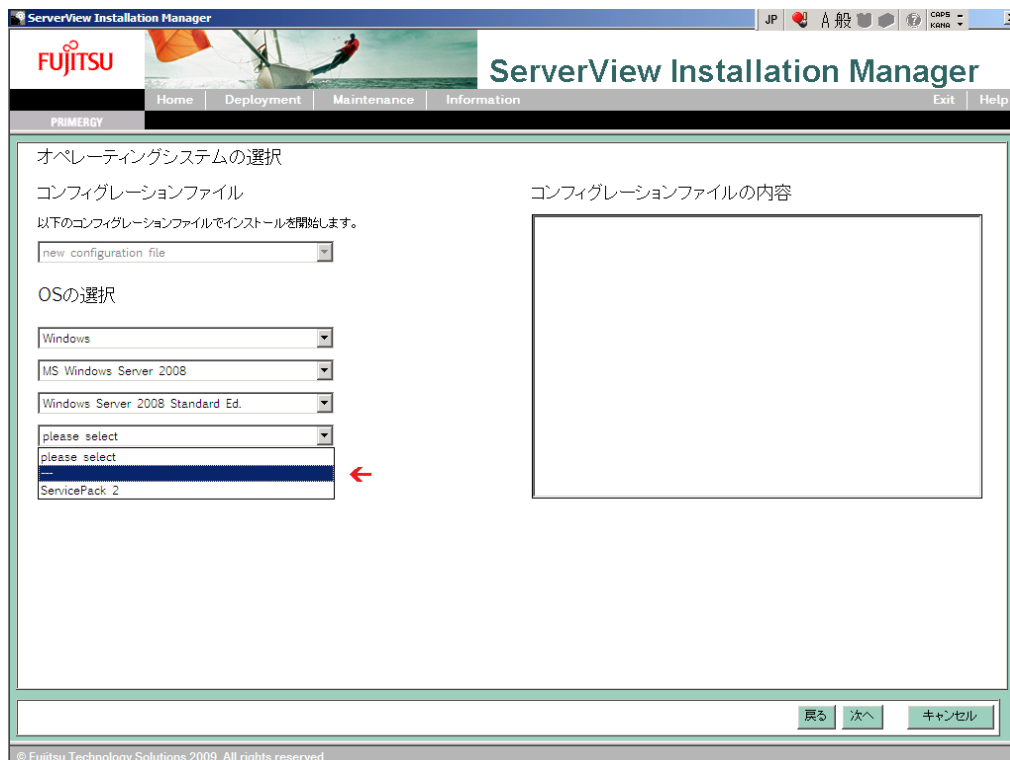 ServerView Installation Manager
JP
A 般
CAPS
KANA
FUJITSU
ServerView Installation Manager
Home
Deployment
Maintenance
Information
Exit
Help
PRIMERGY
オペレーティングシステムの選択
コンフィグレーションファイル
以下のコンフィグレーションファイルでインストールを開始します。
new configuration file
OSの選択
Windows
MS Windows Server 2008
Windows Server 2008 Standard Ed.
please select
please select
---
ServicePack 2
コンフィグレーションファイルの内容
戻る
次へ
キャンセル
© Fujitsu Technology Solutions 2009 All rights reserved